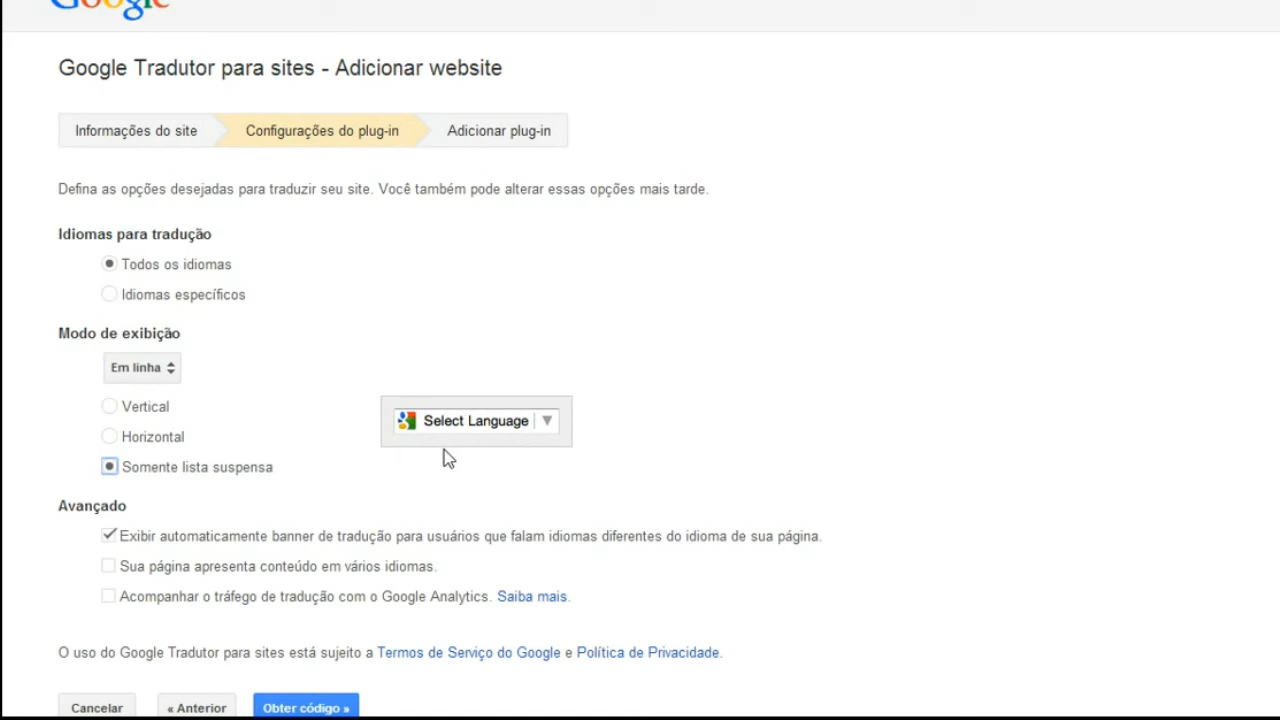 Google
Google Tradutor para sites - Adicionar website
Informações do site Configurações do plug-in Adicionar plug-in
Defina as opções desejadas para traduzir seu site. Você também pode alterar essas opções mais tarde.
Idiomas para tradução
Todos os idiomas
Idiomas específicos
Modo de exibição
Em linha
Vertical
Horizontal
Somente lista suspensa
Select Language
Avançado
Exibir automaticamente banner de tradução para usuários que falam idiomas diferentes do idioma de sua página.
Sua página apresenta conteúdo em vários idiomas.
Acompanhar o tráfego de tradução com o Google Analytics. Saiba mais.
O uso do Google Tradutor para sites está sujeito a Termos de Serviço do Google e Política de Privacidade.
Cancelar « Anterior Obter código »